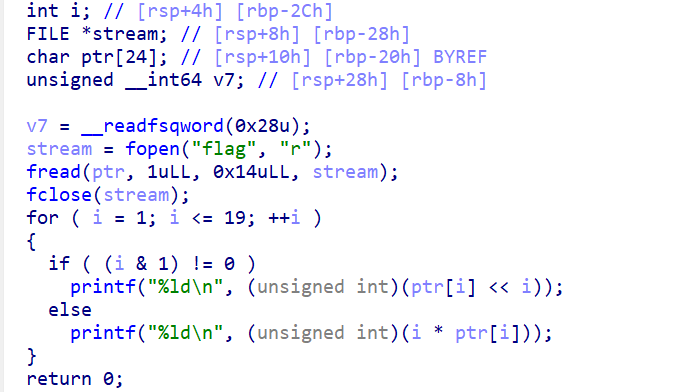 int i; // [rsp+4h] [rbp-2Ch]
FILE *stream; // [rsp+8h] [rbp-28h]
char ptr[24]; // [rsp+10h] [rbp-20h] BYREF
unsigned __int64 v7; // [rsp+28h] [rbp-8h]

v7 = __readfsqword(0x28u);
stream = fopen("flag", "r");
fread(ptr, 1uLL, 0x14uLL, stream);
fclose(stream);
for ( i = 1; i <= 19; ++i )
{
  if ( (i & 1) != 0 )
    printf("%ld\n", (unsigned int)(ptr[i] << i));
  else
    printf("%ld\n", (unsigned int)(i * ptr[i]));
}
return 0;